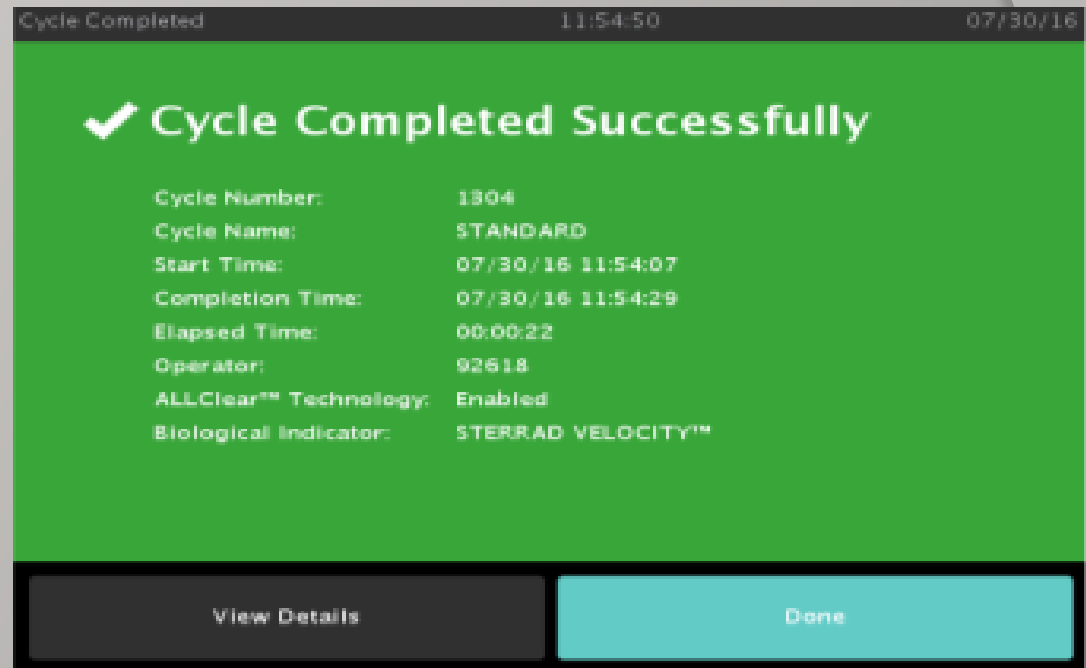 Cycle Completed 11:54:50 07/30/16
✔ Cycle Completed Successfully
Cycle Number: 1304
Cycle Name: STANDARD
Start Time: 07/30/16 11:54:07
Completion Time: 07/30/16 11:54:29
Elapsed Time: 00:00:22
Operator: 92618
ALLClear™ Technology: Enabled
Biological Indicator: STERRAD VELOCITY™
View Details Done